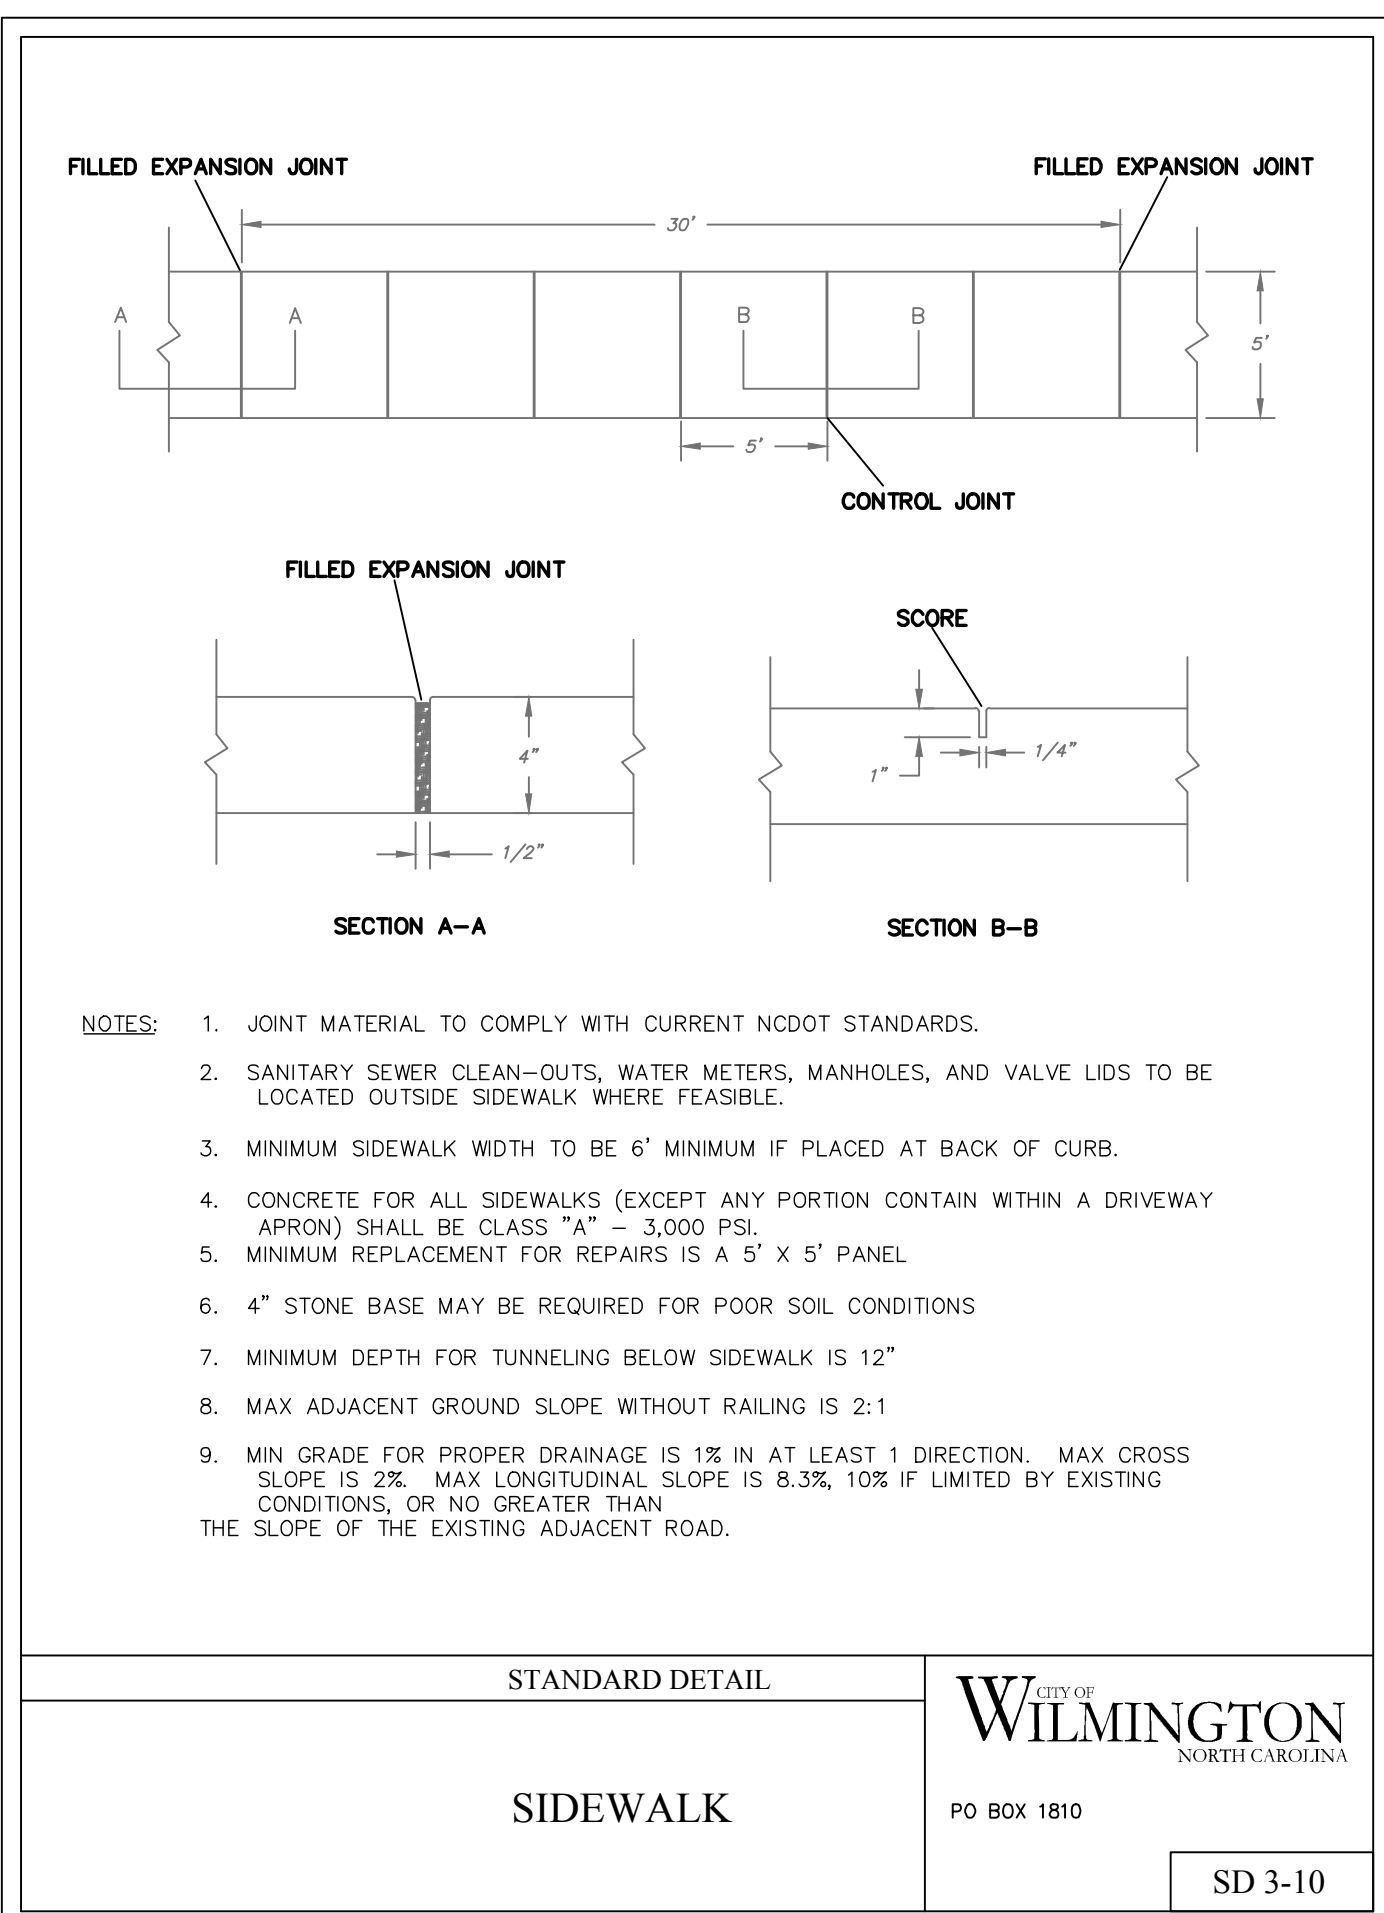 FILLED EXPANSION JOINT
FILLED EXPANSION JOINT
30'
A
A
B
B
5'
5'
CONTROL JOINT
FILLED EXPANSION JOINT
SCORE
4"
1/4"
1"
1/2"
SECTION A-A
SECTION B-B
NOTES: 1. JOINT MATERIAL TO COMPLY WITH CURRENT NCDOT STANDARDS.
2. SANITARY SEWER CLEAN-OUTS, WATER METERS, MANHOLES, AND VALVE LIDS TO BE
LOCATED OUTSIDE SIDEWALK WHERE FEASIBLE.
3. MINIMUM SIDEWALK WIDTH TO BE 6' MINIMUM IF PLACED AT BACK OF CURB.
4. CONCRETE FOR ALL SIDEWALKS (EXCEPT ANY PORTION CONTAIN WITHIN A DRIVEWAY
APRON) SHALL BE CLASS "A" - 3,000 PSI.
5. MINIMUM REPLACEMENT FOR REPAIRS IS A 5' X 5' PANEL
6. 4" STONE BASE MAY BE REQUIRED FOR POOR SOIL CONDITIONS
7. MINIMUM DEPTH FOR TUNNELING BELOW SIDEWALK IS 12"
8. MAX ADJACENT GROUND SLOPE WITHOUT RAILING IS 2:1
9. MIN GRADE FOR PROPER DRAINAGE IS 1% IN AT LEAST 1 DIRECTION. MAX CROSS
SLOPE IS 2%. MAX LONGITUDINAL SLOPE IS 8.3%, 10% IF LIMITED BY EXISTING
CONDITIONS, OR NO GREATER THAN
THE SLOPE OF THE EXISTING ADJACENT ROAD.
STANDARD DETAIL
SIDEWALK
CITY OF
WILMINGTON
NORTH CAROLINA
PO BOX 1810
SD 3-10